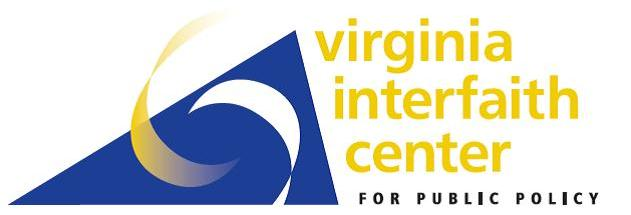 virginia
interfaith
center
FOR PUBLIC POLICY